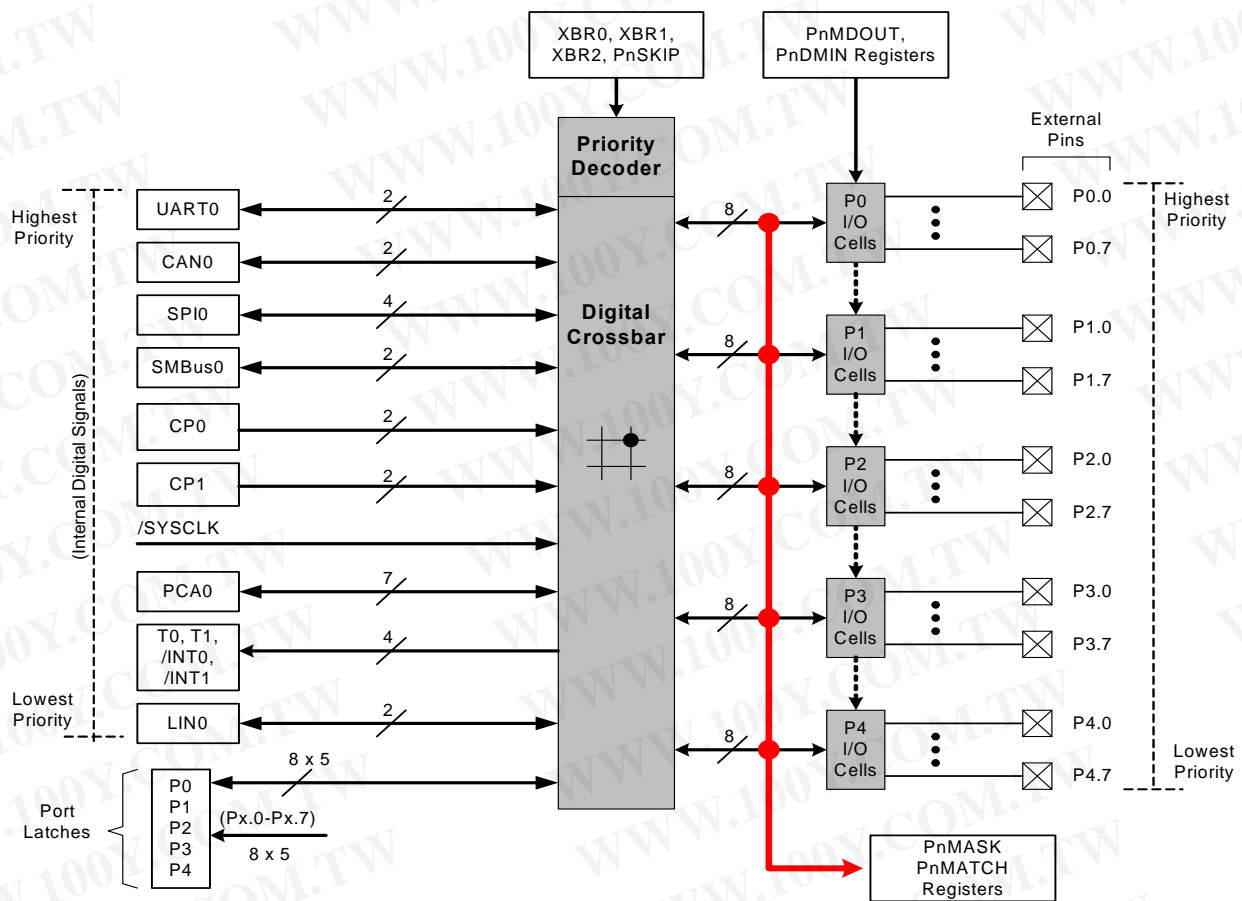 XBR0, XBR1,
XBR2, PnSKIP
PnMDOUT,
PnDMIN Registers
External
Pins
Priority
Decoder
Digital
Crossbar
Highest
Priority
(Internal Digital Signals)
Lowest
Priority
UART0
2
CAN0
2
SPI0
4
SMBus0
2
CP0
2
CP1
2
/SYSCLK
PCA0
7
T0, T1,
/INT0,
/INT1
4
LIN0
2
Port
Latches
P0
P1
P2
P3
P4
8 x 5
(Px.0-Px.7)
8 x 5
8
P0
I/O
Cells
P0.0
P0.7
8
P1
I/O
Cells
P1.0
P1.7
8
P2
I/O
Cells
P2.0
P2.7
8
P3
I/O
Cells
P3.0
P3.7
8
P4
I/O
Cells
P4.0
P4.7
Highest
Priority
Lowest
Priority
PnMASK
PnMATCH
Registers
WWW.100Y.COM.TW